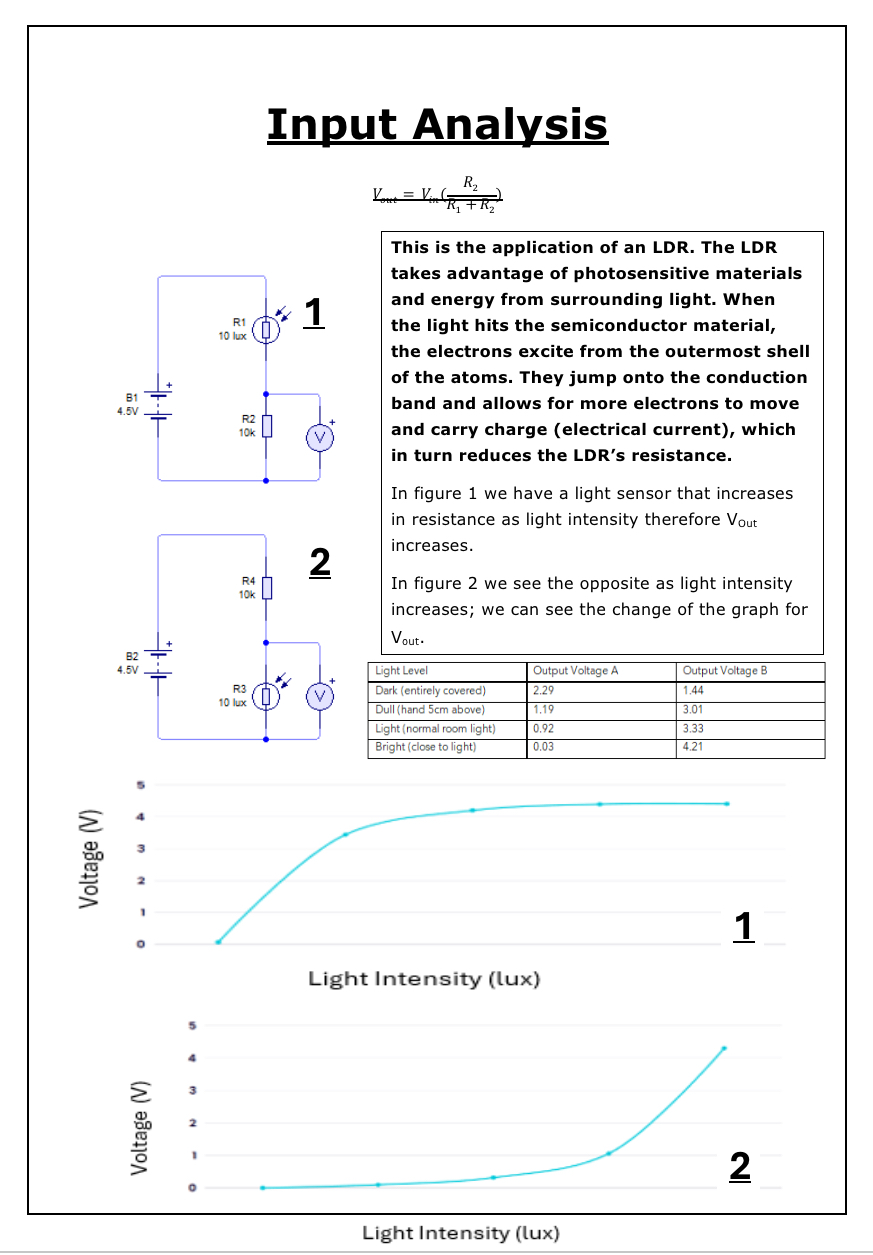 Input Analysis
V_out = V_in(R_2/(R_1 + R_2))
This is the application of an LDR. The LDR
takes advantage of photosensitive materials
and energy from surrounding light. When
the light hits the semiconductor material,
the electrons excite from the outermost shell
of the atoms. They jump onto the conduction
band and allows for more electrons to move
and carry charge (electrical current), which
in turn reduces the LDR’s resistance.
In figure 1 we have a light sensor that increases
in resistance as light intensity therefore VOut
increases.
In figure 2 we see the opposite as light intensity
increases; we can see the change of the graph for
Vout.
1
R1
10 lux
B1
4.5V
+
R2
10k
+
V
2
R4
10k
B2
4.5V
+
R3
10 lux
+
V
Light Level Output Voltage A Output Voltage B
Dark (entirely covered) 2.29 1.44
Dull (hand 5cm above) 1.19 3.01
Light (normal room light) 0.92 3.33
Bright (close to light) 0.03 4.21
Voltage (V)
5
4
3
2
1
0
1
Light Intensity (lux)
Voltage (V)
5
4
3
2
1
0
2
Light Intensity (lux)